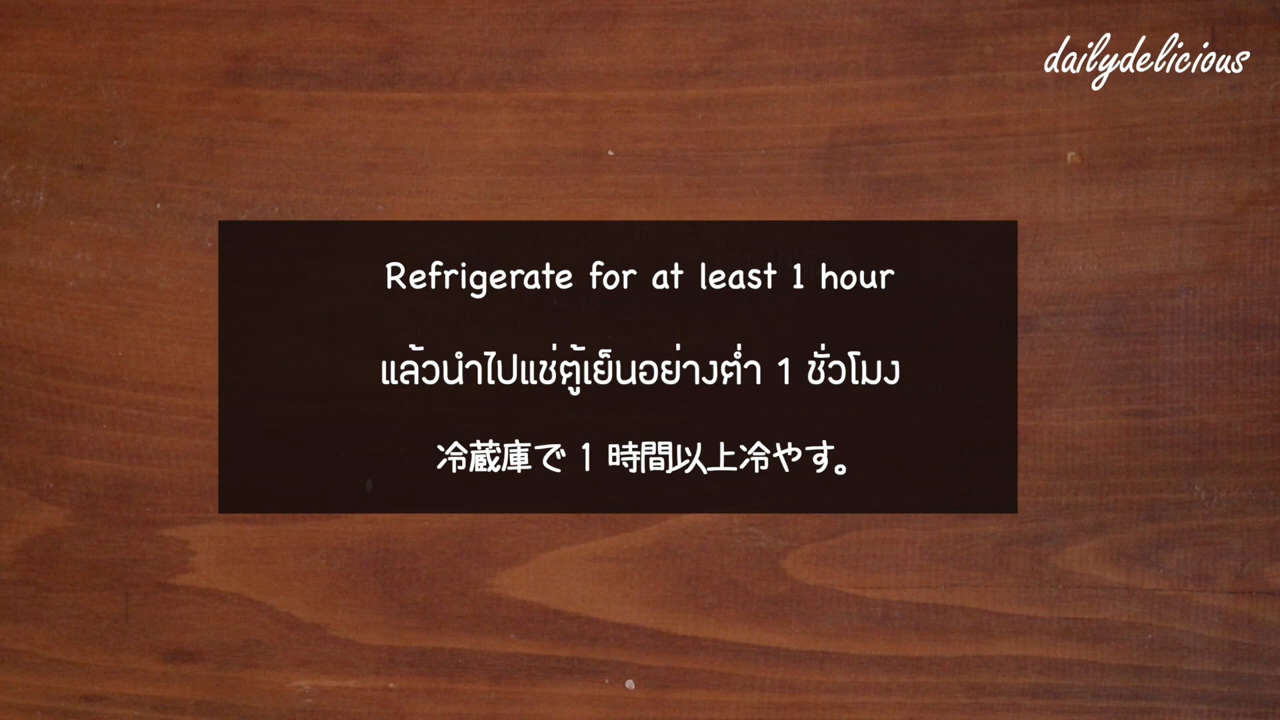 dailydelicious
Refrigerate for at least 1 hour
แล้วนำไปแช่ตู้เย็นอย่างต่ำ 1 ชั่วโมง
冷蔵庫で 1 時間以上冷やす。